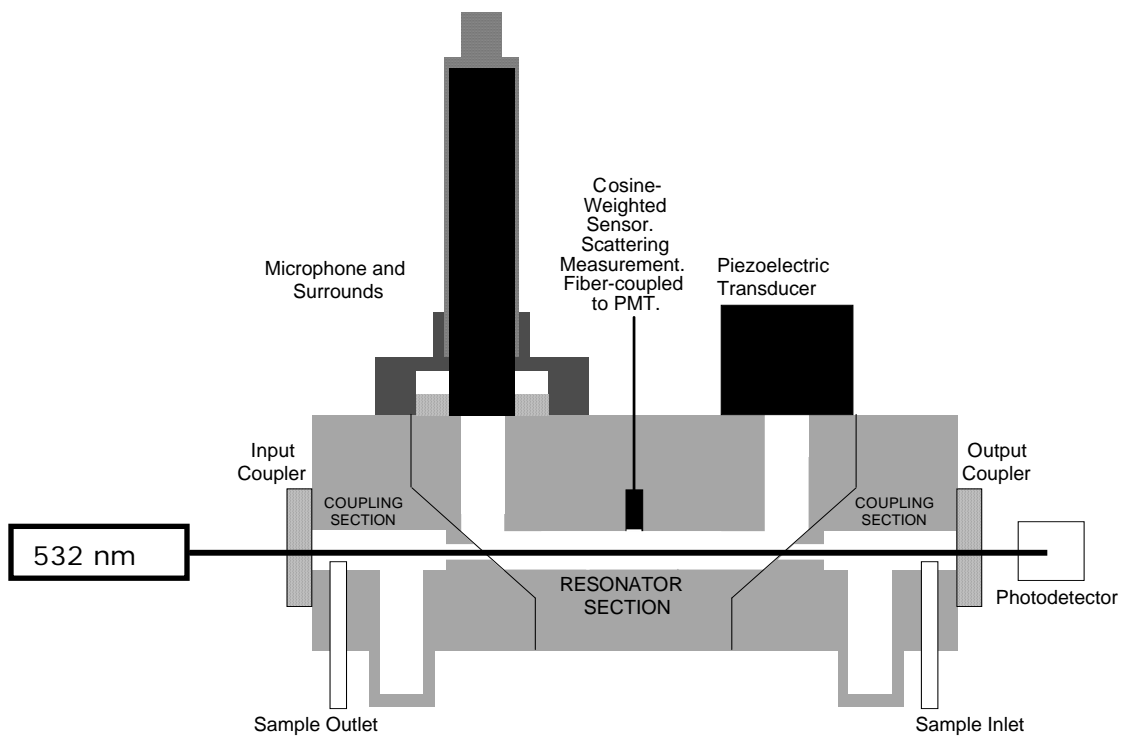 Cosine-
Weighted
Sensor.
Scattering
Measurement.
Fiber-coupled
to PMT.
Microphone and
Surrounds
Piezoelectric
Transducer
Input
Coupler
Output
Coupler
COUPLING
SECTION
COUPLING
SECTION
532 nm
RESONATOR
SECTION
Photodetector
Sample Outlet
Sample Inlet